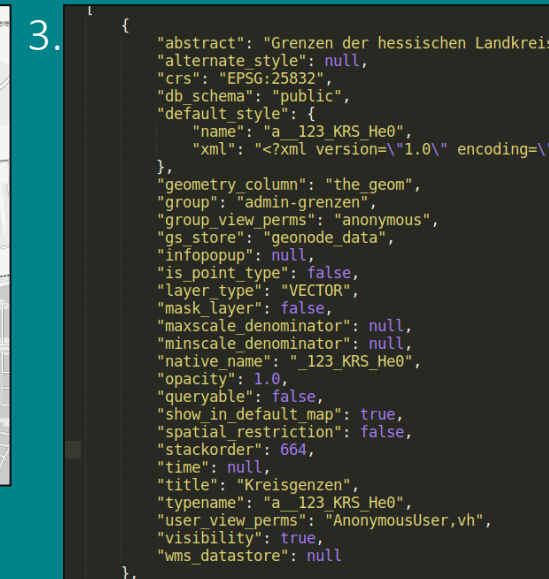 3.
[
{
"abstract": "Grenzen der hessischen Landkreis
"alternate_style": null,
"crs": "EPSG:25832",
"db_schema": "public",
"default_style": {
"name": "a__123_KRS_He0",
"xml": "<?xml version=\"1.0\" encoding=\"
},
"geometry_column": "the_geom",
"group": "admin-grenzen",
"group_view_perms": "anonymous",
"gs_store": "geonode_data",
"infopopup": null,
"is_point_type": false,
"layer_type": "VECTOR",
"mask_layer": false,
"maxscale_denominator": null,
"minscale_denominator": null,
"native_name": "_123_KRS_He0",
"opacity": 1.0,
"queryable": false,
"show_in_default_map": true,
"spatial_restriction": false,
"stackorder": 664,
"time": null,
"title": "Kreisgenzen",
"typename": "a__123_KRS_He0",
"user_view_perms": "AnonymousUser,vh",
"visibility": true,
"wms_datastore": null
},